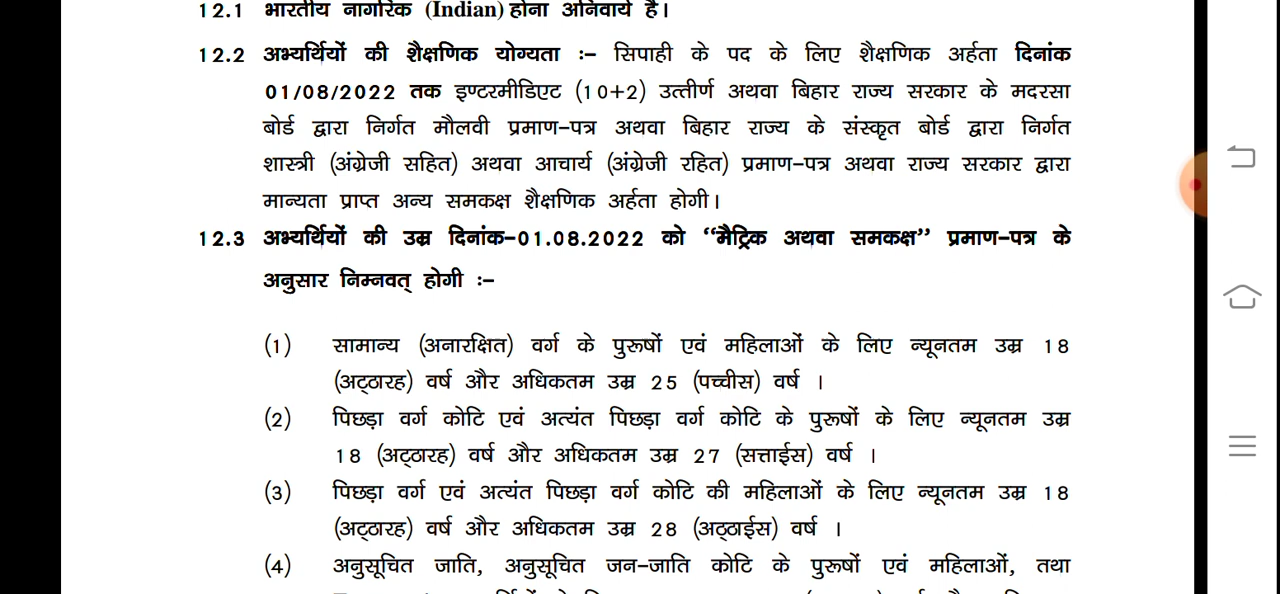 12.1 भारतीय नागरिक (Indian) होना अनिवार्य है।
12.2 अभ्यर्थियों की शैक्षणिक योग्यता :– सिपाही के पद के लिए शैक्षणिक अर्हता दिनांक
01/08/2022 तक इण्टरमीडिएट (10+2) उत्तीर्ण अथवा बिहार राज्य सरकार के मदरसा
बोर्ड द्वारा निर्गत मौलवी प्रमाण–पत्र अथवा बिहार राज्य के संस्कृत बोर्ड द्वारा निर्गत
शास्त्री (अंग्रेजी सहित) अथवा आचार्य (अंग्रेजी रहित) प्रमाण–पत्र अथवा राज्य सरकार द्वारा
मान्यता प्राप्त अन्य समकक्ष शैक्षणिक अर्हता होगी।
12.3 अभ्यर्थियों की उम्र दिनांक–01.08.2022 को “मैट्रिक अथवा समकक्ष” प्रमाण–पत्र के
अनुसार निम्नवत् होगी :–
(1) सामान्य (अनारक्षित) वर्ग के पुरूषों एवं महिलाओं के लिए न्यूनतम उम्र 18
(अट्ठारह) वर्ष और अधिकतम उम्र 25 (पच्चीस) वर्ष ।
(2) पिछड़ा वर्ग कोटि एवं अत्यंत पिछड़ा वर्ग कोटि के पुरूषों के लिए न्यूनतम उम्र
18 (अट्ठारह) वर्ष और अधिकतम उम्र 27 (सत्ताईस) वर्ष ।
(3) पिछड़ा वर्ग एवं अत्यंत पिछड़ा वर्ग कोटि की महिलाओं के लिए न्यूनतम उम्र 18
(अट्ठारह) वर्ष और अधिकतम उम्र 28 (अठ्ठाईस) वर्ष ।
(4) अनुसूचित जाति, अनुसूचित जन–जाति कोटि के पुरूषों एवं महिलाओं, तथा